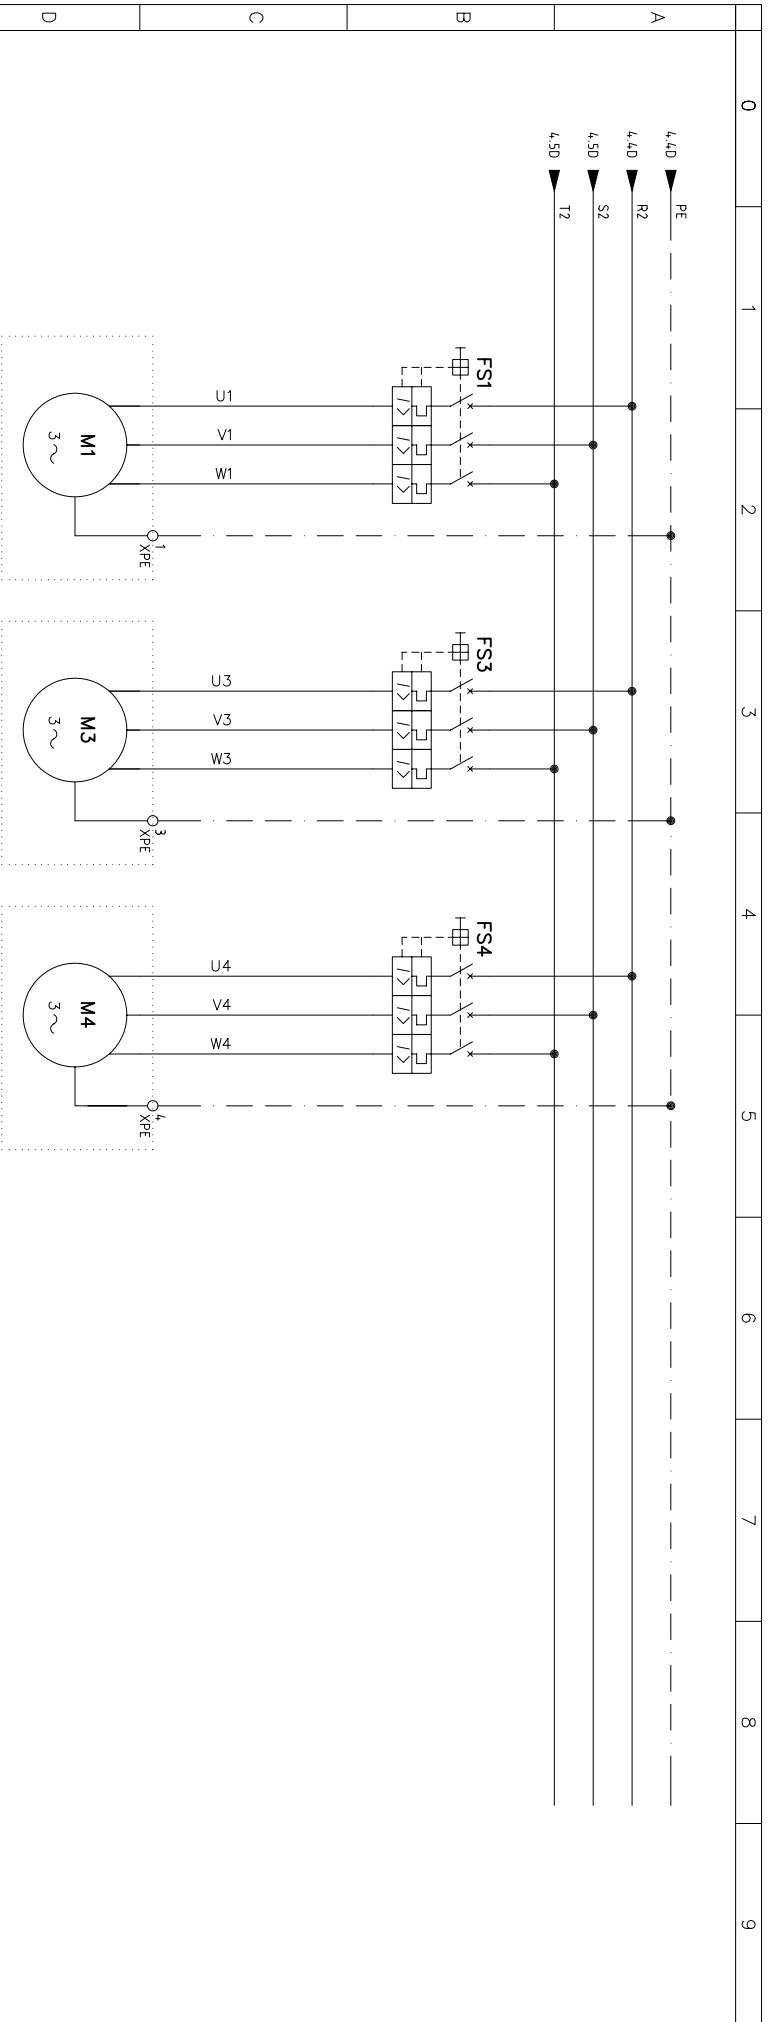 0 1 2 3 4 5 6 7 8 9
A
B
C
D
4.4D PE
4.4D R2
4.5D S2
4.5D T2
FS1
FS3
FS4
U1
V1
W1
U3
V3
W3
U4
V4
W4
1
XPE
3
XPE
4
XPE
M1
3~
M3
3~
M4
3~